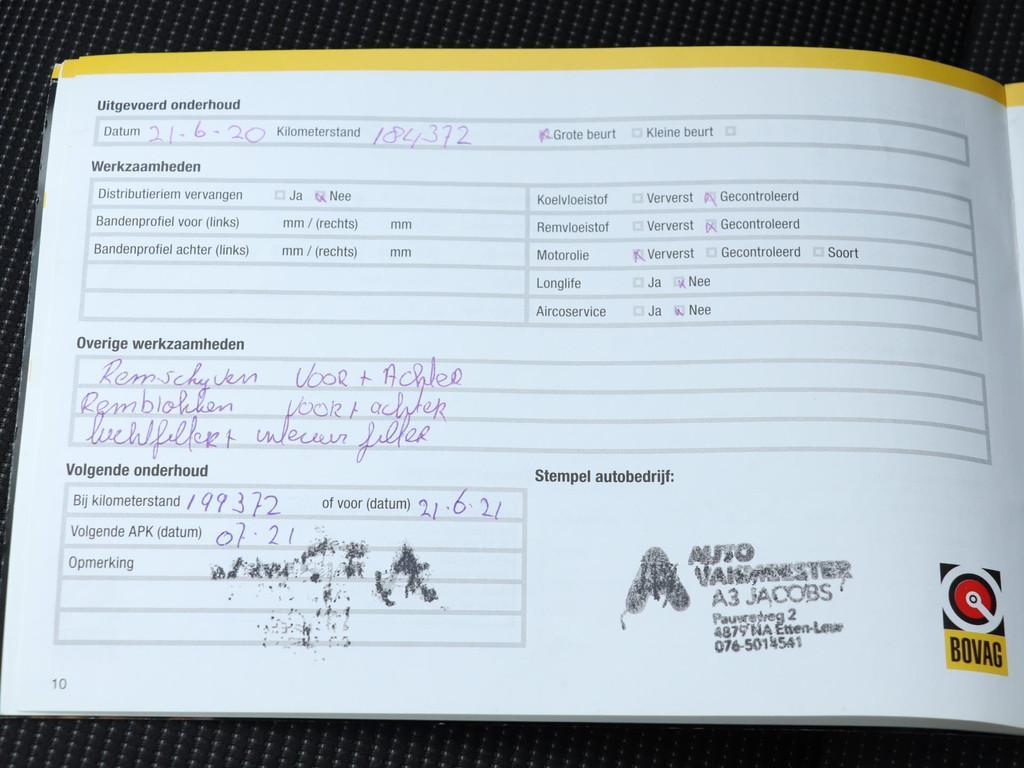 Uitgevoerd onderhoud
Datum 21-6-20 Kilometerstand 184372 Grote beurt Kleine beurt
Werkzaamheden
Distributieriem vervangen Ja Nee
Bandenprofiel voor (links) mm / (rechts) mm
Bandenprofiel achter (links) mm / (rechts) mm
Koelvloeistof Ververst Gecontroleerd
Remvloeistof Ververst Gecontroleerd
Motorolie Ververst Gecontroleerd Soort
Longlife Ja Nee
Aircoservice Ja Nee
Overige werkzaamheden
Remschyven Voor + Achter
Remblokken voor + achter
luchtfilter + interieur filter
Volgende onderhoud
Bij kilometerstand 199372 of voor (datum) 21.6.21
Volgende APK (datum) 07.21
Opmerking
Stempel autobedrijf:
AUTO
VAKMEESTER
A3 JACOBS
2
4879 NA Etten-Leur
076-5014541
BOVAG
10